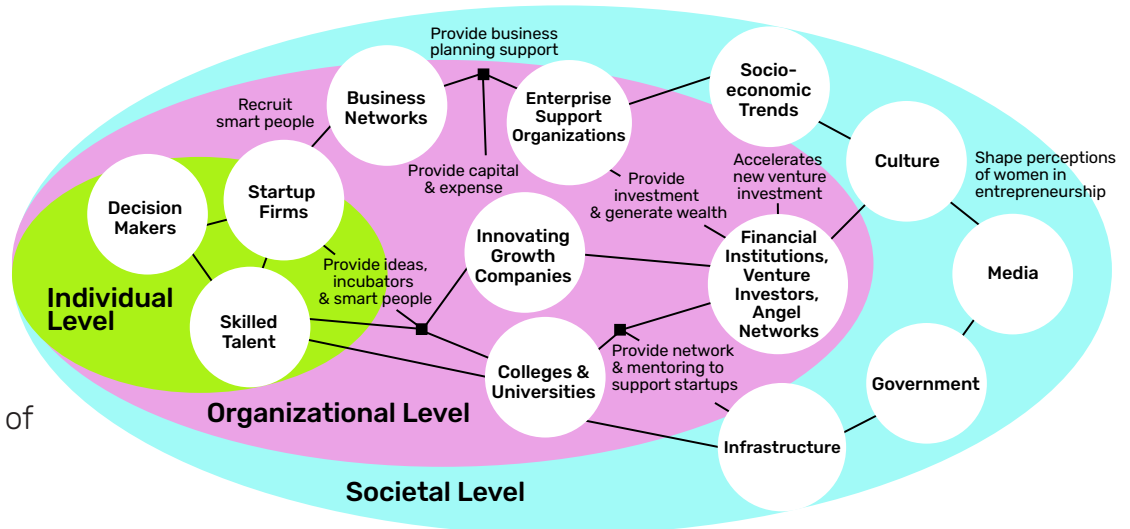 Provide business
planning support
Socio-
economic
Trends
Business
Networks
Enterprise
Support
Organizations
Recruit
smart people
Culture
Shape perceptions
of women in
entrepreneurship
Provide capital
& expense
Accelerates
new venture
investment
Provide
investment
& generate wealth
Startup
Firms
Decision
Makers
Innovating
Growth
Companies
Financial
Institutions,
Venture
Investors,
Angel
Networks
Media
Provide ideas,
incubators
& smart people
Individual
Level
Skilled
Talent
Provide network
& mentoring to
support startups
Colleges &
Universities
Government
of
Organizational Level
Infrastructure
Societal Level